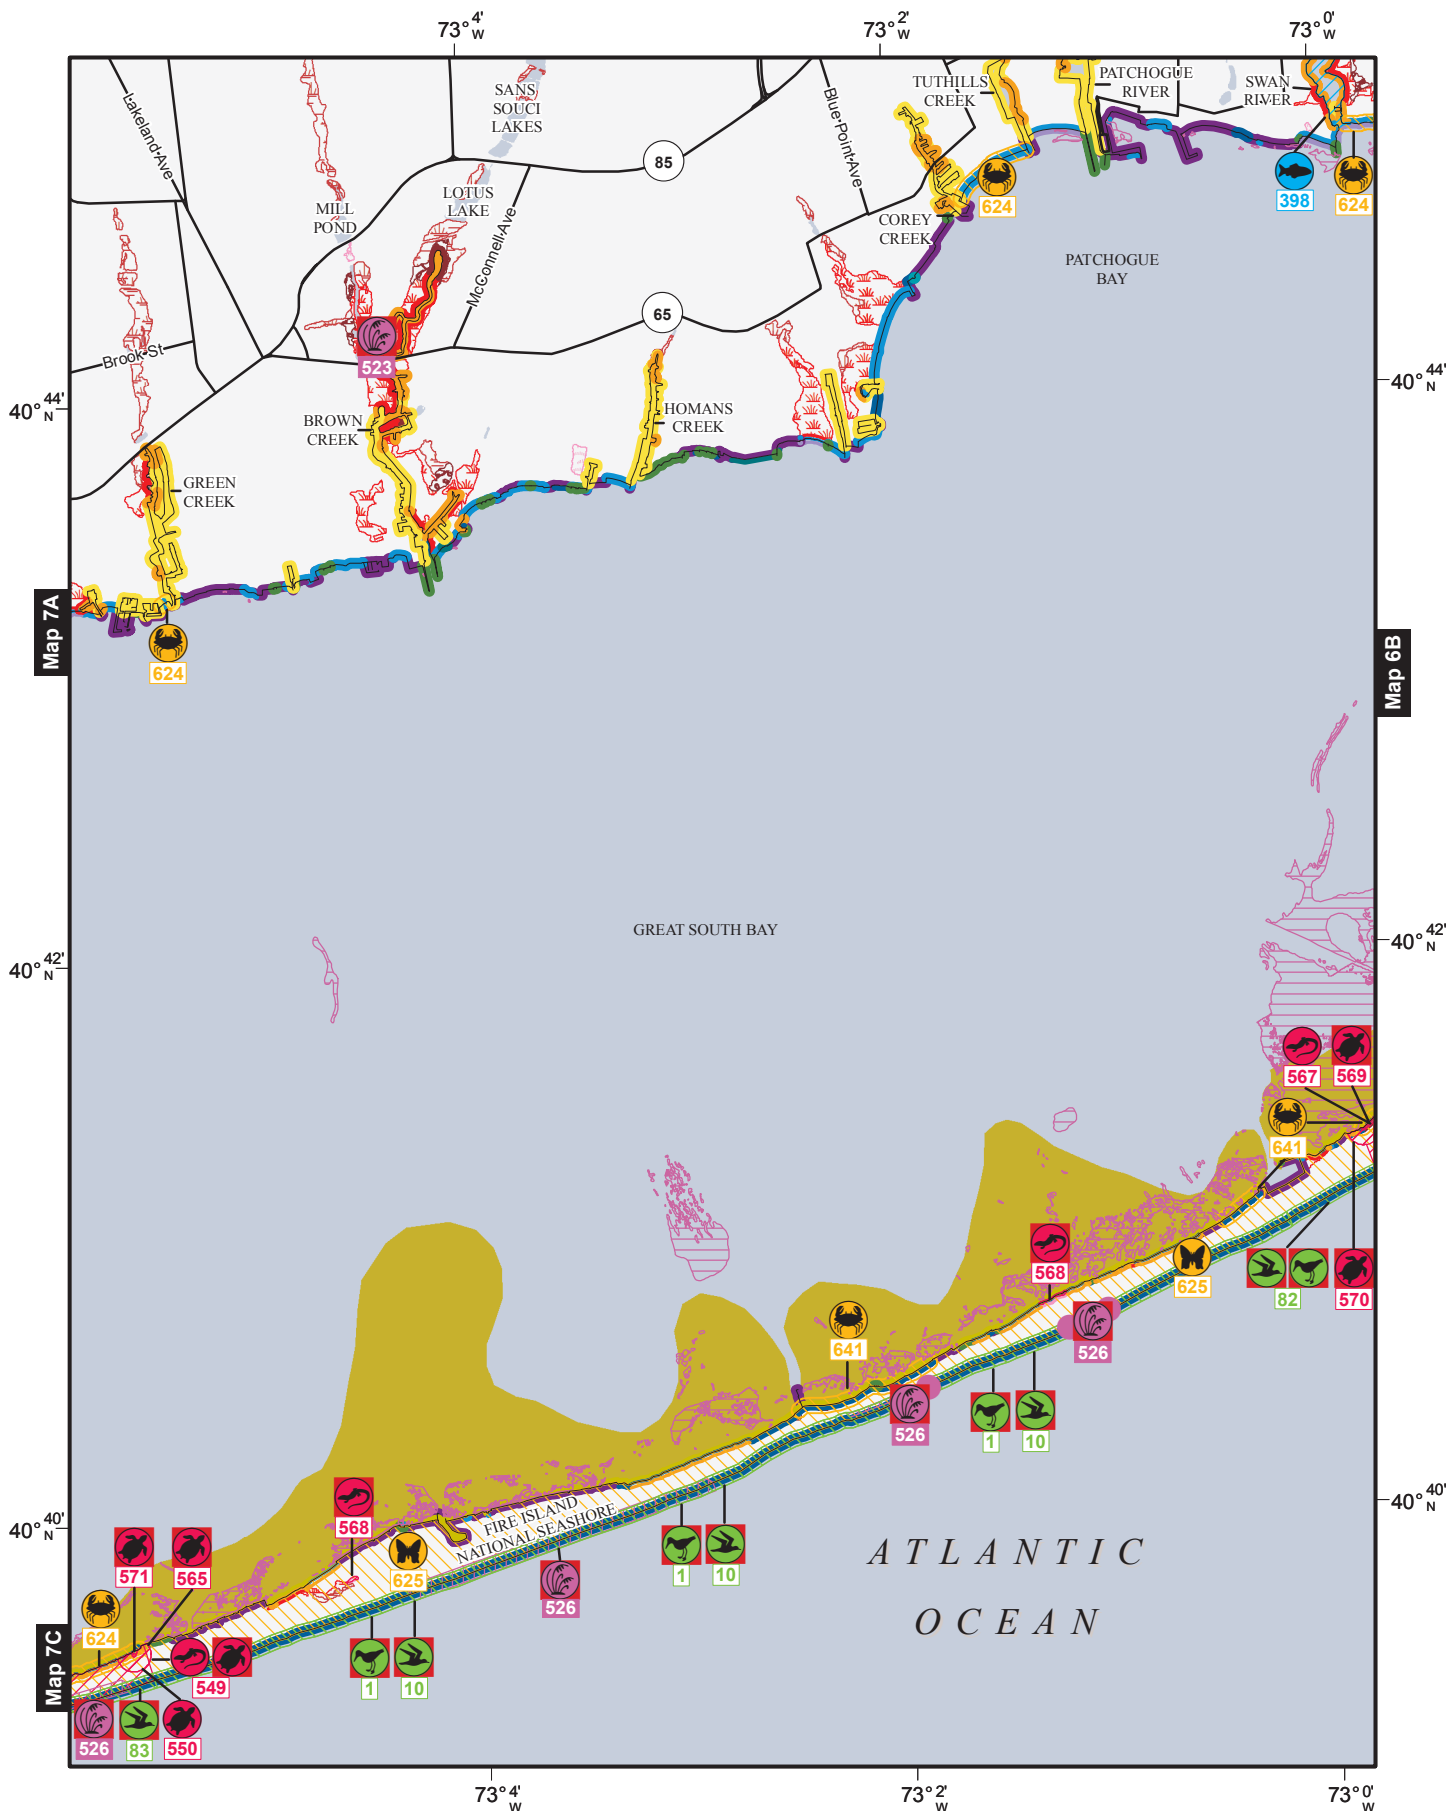 73° 4' W
73° 2' W
73° 0' W
Lakeland Ave
SANS
SOUCI
LAKES
85
Blue Point Ave
TUTHILLS
CREEK
PATCHOGUE
RIVER
SWAN
RIVER
MILL
POND
LOTUS
LAKE
McConnell Ave
624
398
624
COREY
CREEK
PATCHOGUE
BAY
65
Brook St
523
40° 44' N
40° 44' N
BROWN
CREEK
HOMANS
CREEK
GREEN
CREEK
Map 7A
Map 6B
624
GREAT SOUTH BAY
40° 42' N
40° 42' N
567
569
641
568
625
82
570
641
526
526
1
10
40° 40' N
40° 40' N
568
FIRE ISLAND
NATIONAL SEASHORE
625
526
1
10
ATLANTIC
OCEAN
571
565
624
549
1
10
Map 7C
526
83
550
73° 4' W
73° 2' W
73° 0' W